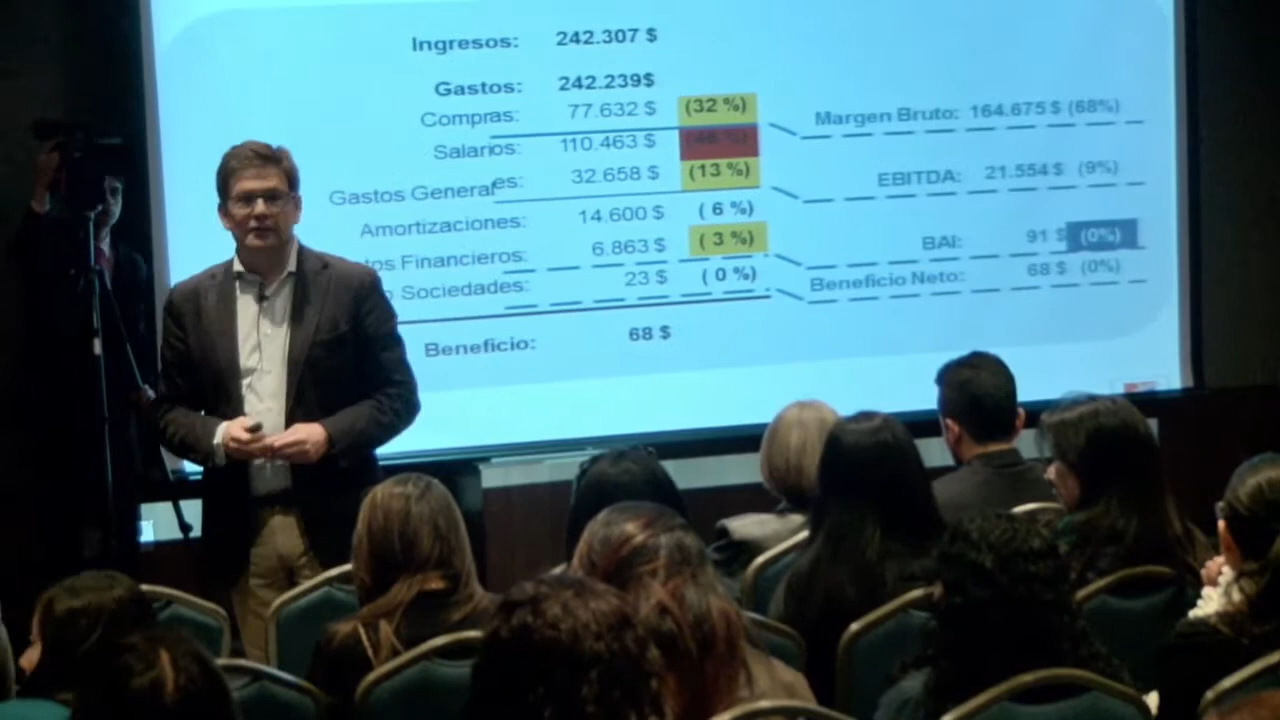 Ingresos: 242.307 $
Gastos: 242.239$
Compras: 77.632 $ (32 %)
Margen Bruto: 164.675 $ (68%)
Salarios: 110.463 $
Gastos Generales: 32.658 $ (13 %)
EBITDA: 21.554 $ (9%)
Amortizaciones: 14.600 $ ( 6 %)
tos Financieros: 6.863 $ ( 3 %)
BAI: 91 $ (0%)
o Sociedades: 23 $ ( 0 %)
Beneficio Neto: 68 $ (0%)
Beneficio: 68 $